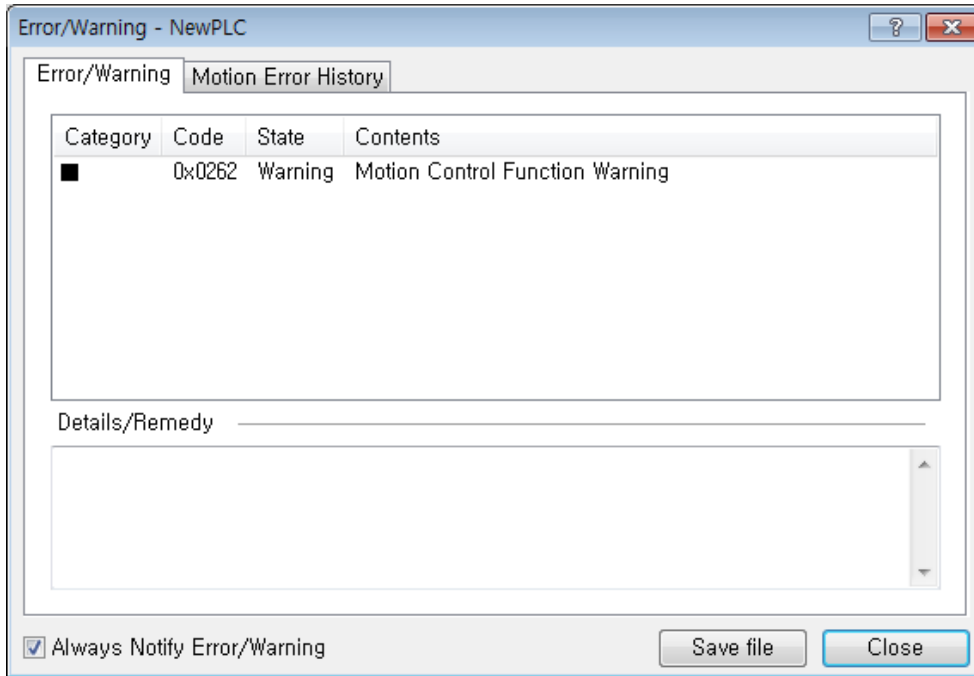 Error/Warning - NewPLC
Error/Warning Motion Error History
Category Code State Contents
0x0262 Warning Motion Control Function Warning
Details/Remedy
Always Notify Error/Warning Save file Close